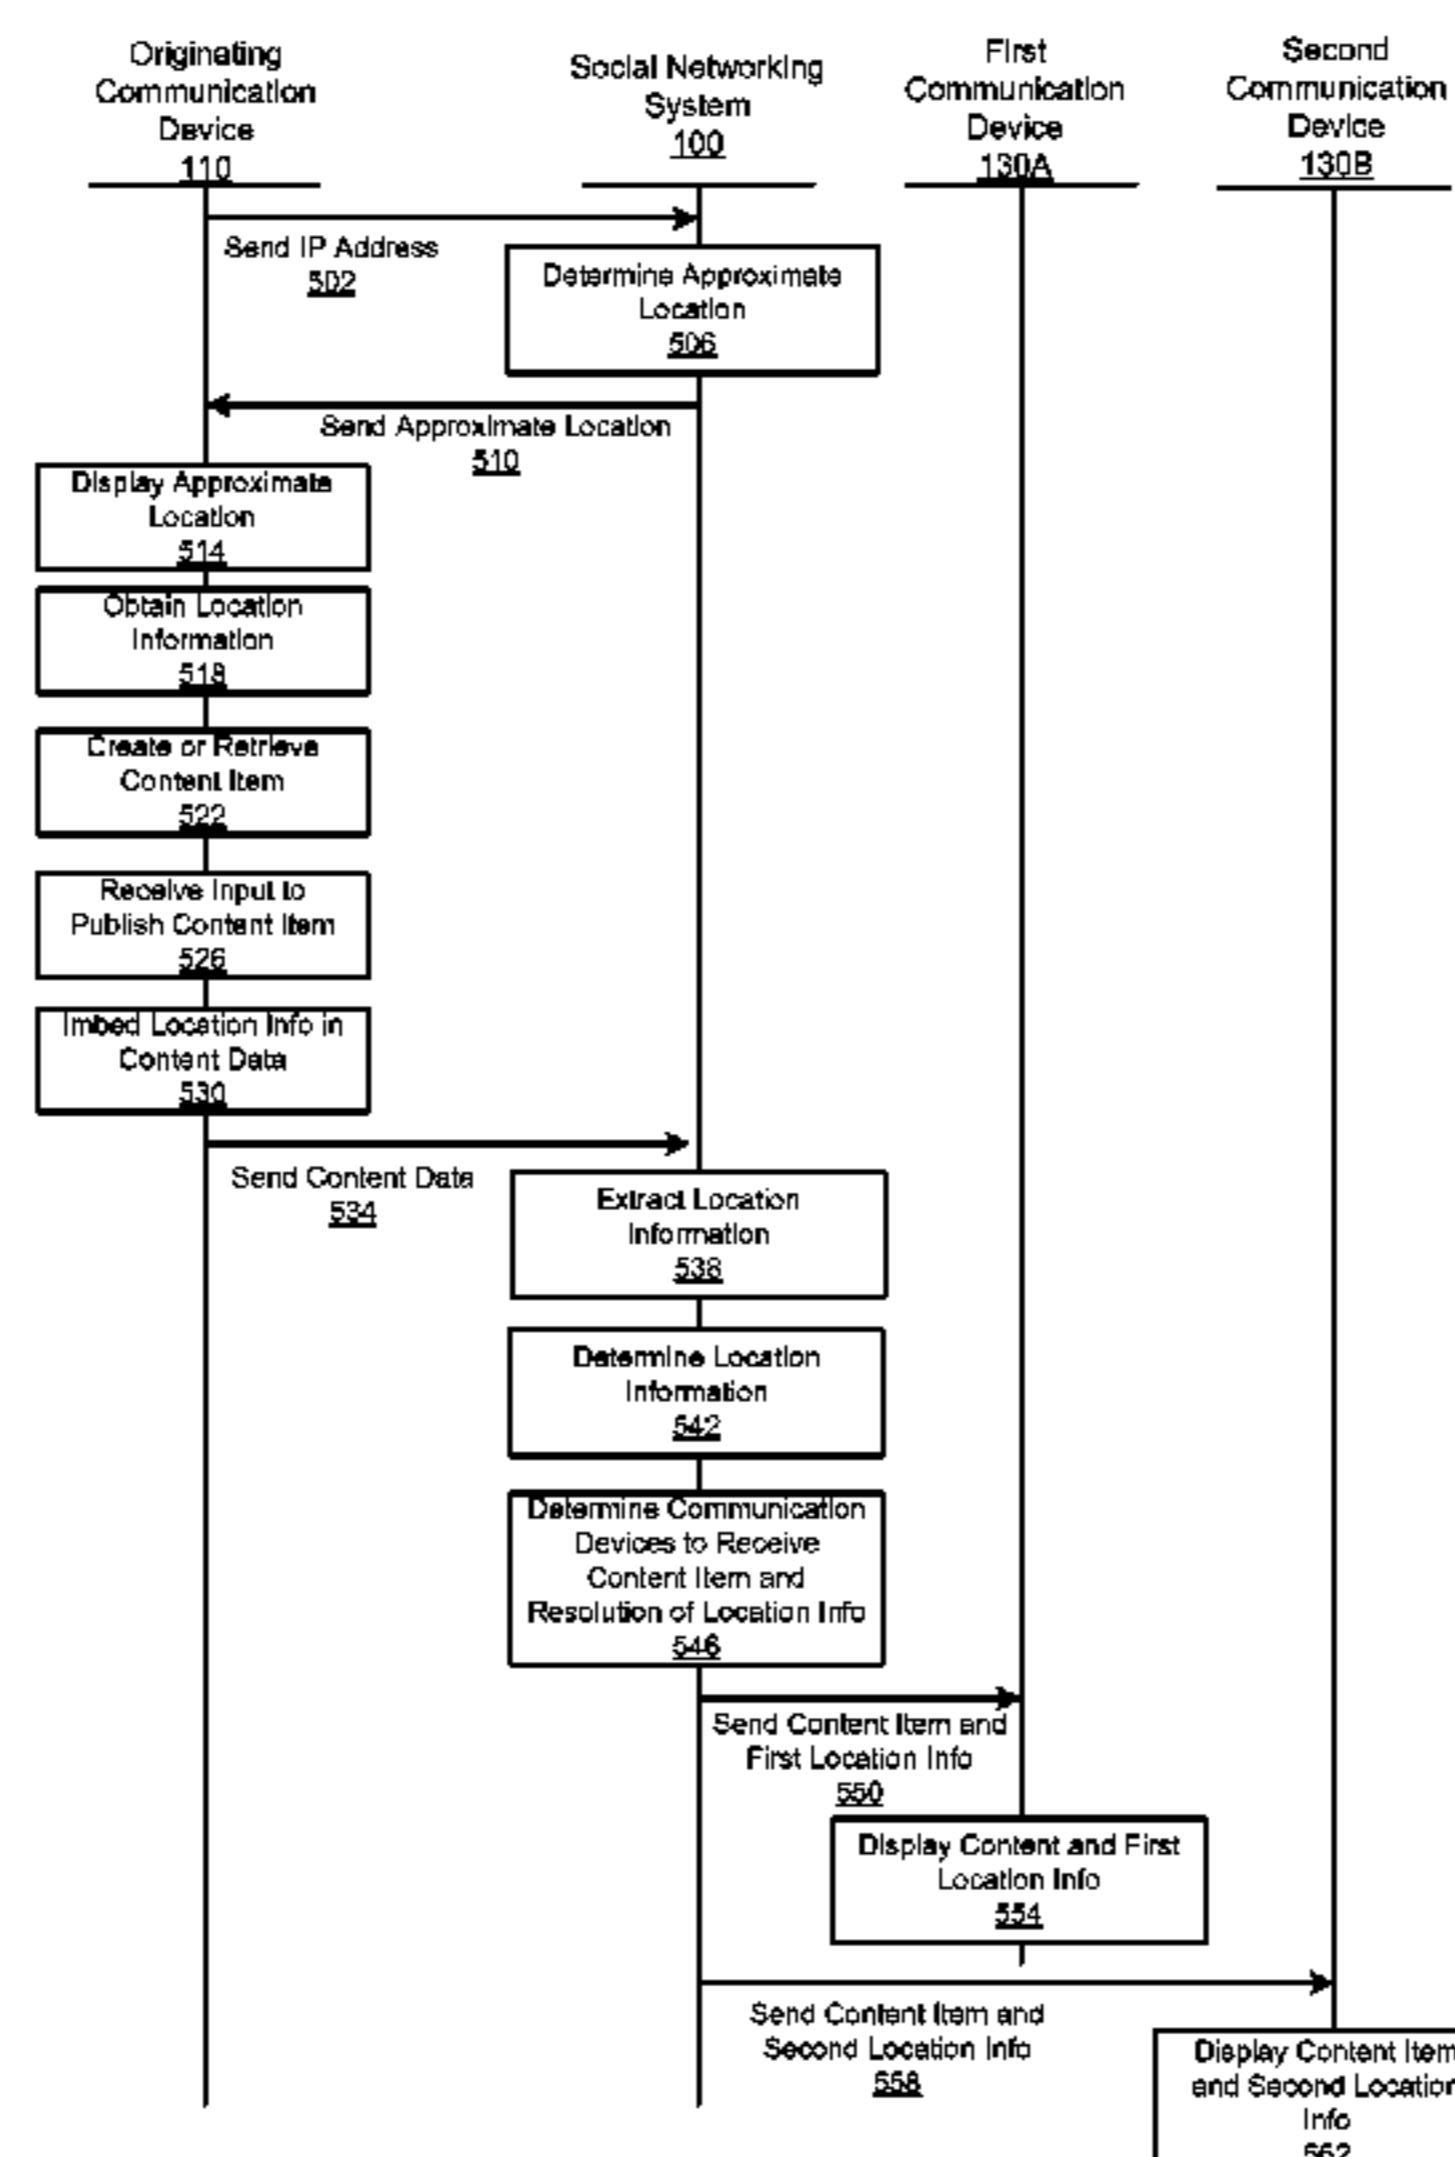 Originating
Communication
Device
110
Social Networking
System
100
First
Communication
Device
130A
Second
Communication
Device
130B
Send IP Address
502
Determine Approximate
Location
506
Send Approximate Location
510
Display Approximate
Location
514
Obtain Location
Information
518
Create or Retrieve
Content Item
522
Receive Input to
Publish Content Item
526
Imbed Location Info in
Content Data
530
Send Content Data
534
Extract Location
Information
538
Determine Location
Information
542
Determine Communication
Devices to Receive
Content Item and
Resolution of Location Info
546
Send Content Item and
First Location Info
550
Display Content and First
Location Info
554
Send Content Item and
Second Location Info
558
Display Content Item
and Second Location
Info
562